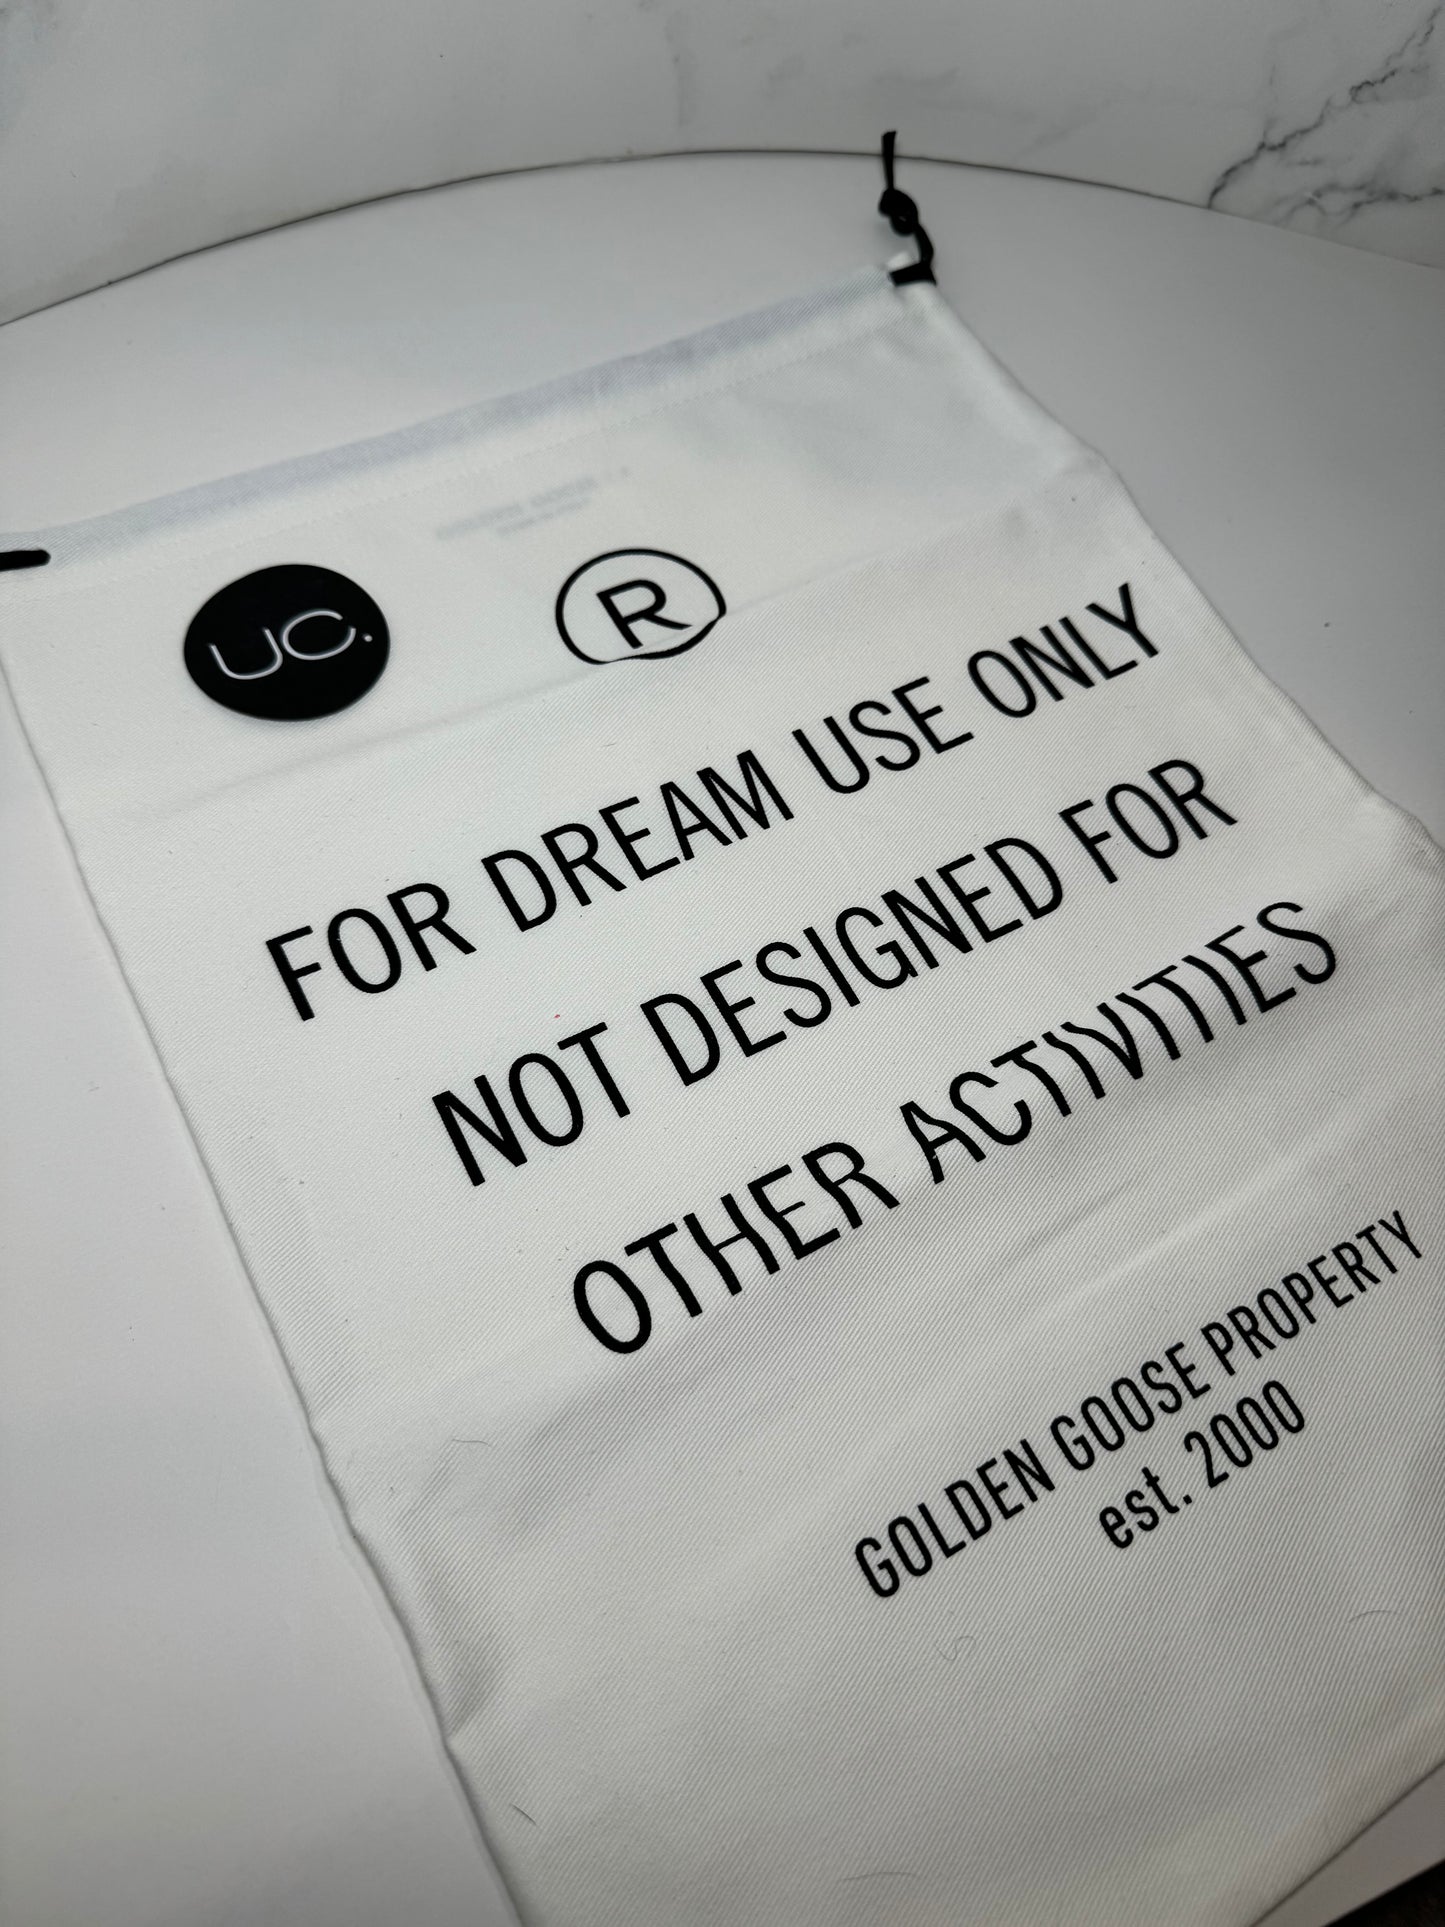 UC.
R
FOR DREAM USE ONLY
NOT DESIGNED FOR
OTHER ACTIVITIES
GOLDEN GOOSE PROPERTY
est. 2000